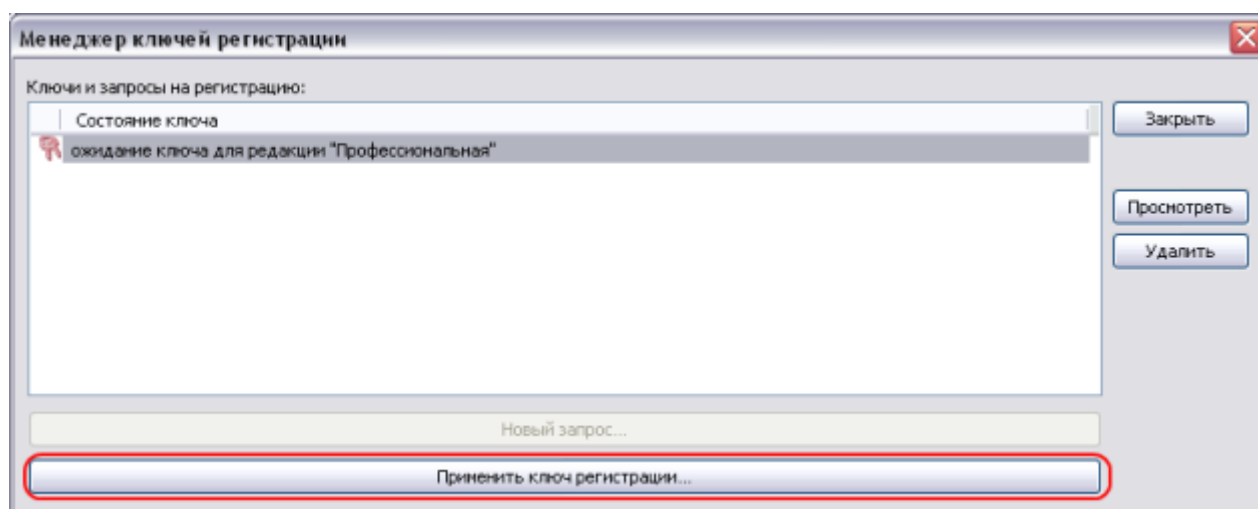 Менеджер ключей регистрации
Ключи и запросы на регистрацию:
Состояние ключа
Закрыть
ожидание ключа для редакции "Профессиональная"
Просмотреть
Удалить
Новый запрос...
Применить ключ регистрации...